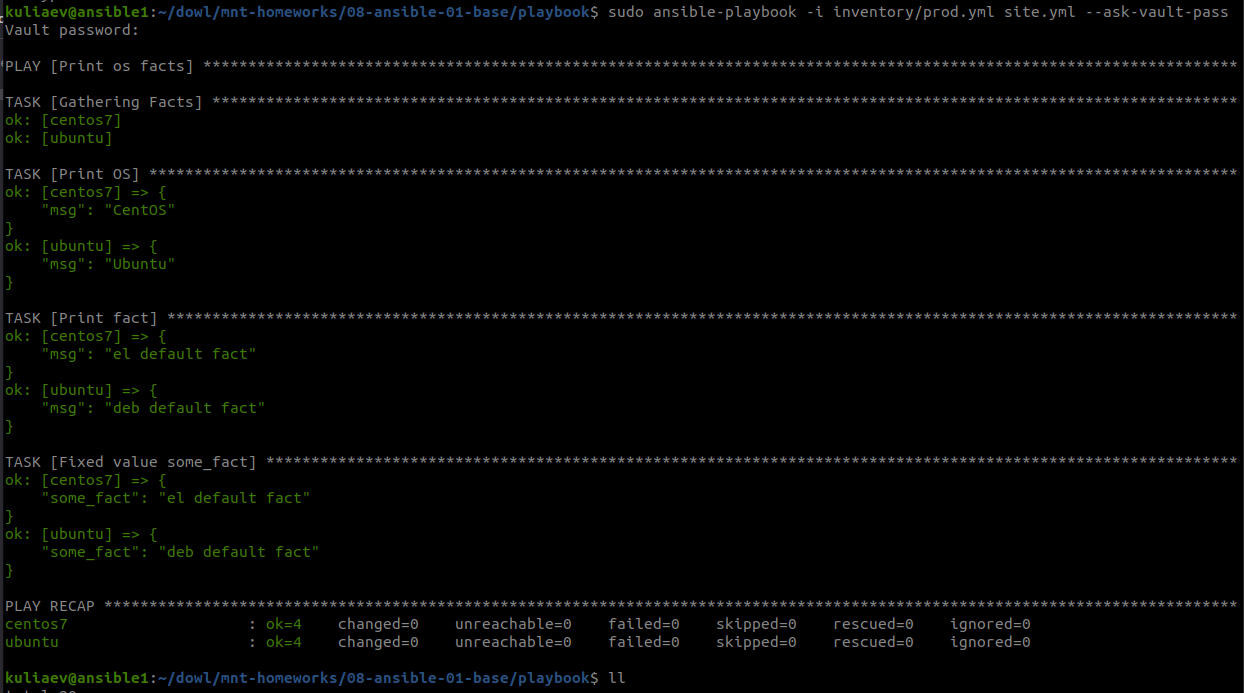 kuliaev@ansible1:~/dowl/mnt-homeworks/08-ansible-01-base/playbook$ sudo ansible-playbook -i inventory/prod.yml site.yml --ask-vault-pass
Vault password:
PLAY [Print os facts] *******************************************************************************************************************
TASK [Gathering Facts] ******************************************************************************************************************
ok: [centos7]
ok: [ubuntu]
TASK [Print OS] *************************************************************************************************************************
ok: [centos7] => {
    "msg": "CentOS"
}
ok: [ubuntu] => {
    "msg": "Ubuntu"
}
TASK [Print fact] ***********************************************************************************************************************
ok: [centos7] => {
    "msg": "el default fact"
}
ok: [ubuntu] => {
    "msg": "deb default fact"
}
TASK [Fixed value some_fact] ************************************************************************************************************
ok: [centos7] => {
    "some_fact": "el default fact"
}
ok: [ubuntu] => {
    "some_fact": "deb default fact"
}
PLAY RECAP ******************************************************************************************************************************
centos7                    : ok=4    changed=0    unreachable=0    failed=0    skipped=0    rescued=0    ignored=0
ubuntu                     : ok=4    changed=0    unreachable=0    failed=0    skipped=0    rescued=0    ignored=0
kuliaev@ansible1:~/dowl/mnt-homeworks/08-ansible-01-base/playbook$ ll